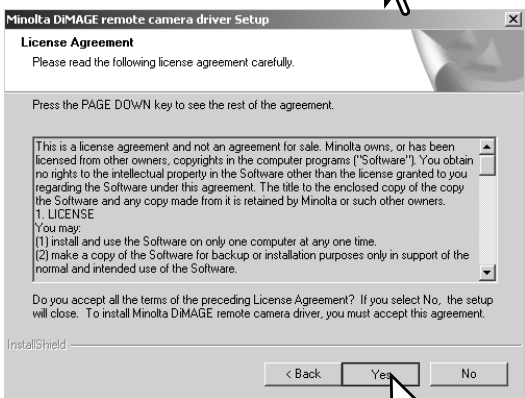 Minolta DiMAGE remote camera driver Setup
License Agreement
Please read the following license agreement carefully.
Press the PAGE DOWN key to see the rest of the agreement.
This is a license agreement and not an agreement for sale. Minolta owns, or has been
licensed from other owners, copyrights in the computer programs ("Software"). You obtain
no rights to the intellectual property in the Software other than the license granted to you
regarding the Software under this agreement. The title to the enclosed copy of the copy
the Software and any copy made from it is retained by Minolta or such other owners.
1. LICENSE
You may:
(1) install and use the Software on only one computer at any one time.
(2) make a copy of the Software for backup or installation purposes only in support of the
normal and intended use of the Software.
Do you accept all the terms of the preceding License Agreement? If you select No, the setup
will close. To install Minolta DiMAGE remote camera driver, you must accept this agreement.
InstallShield
< Back Yes No